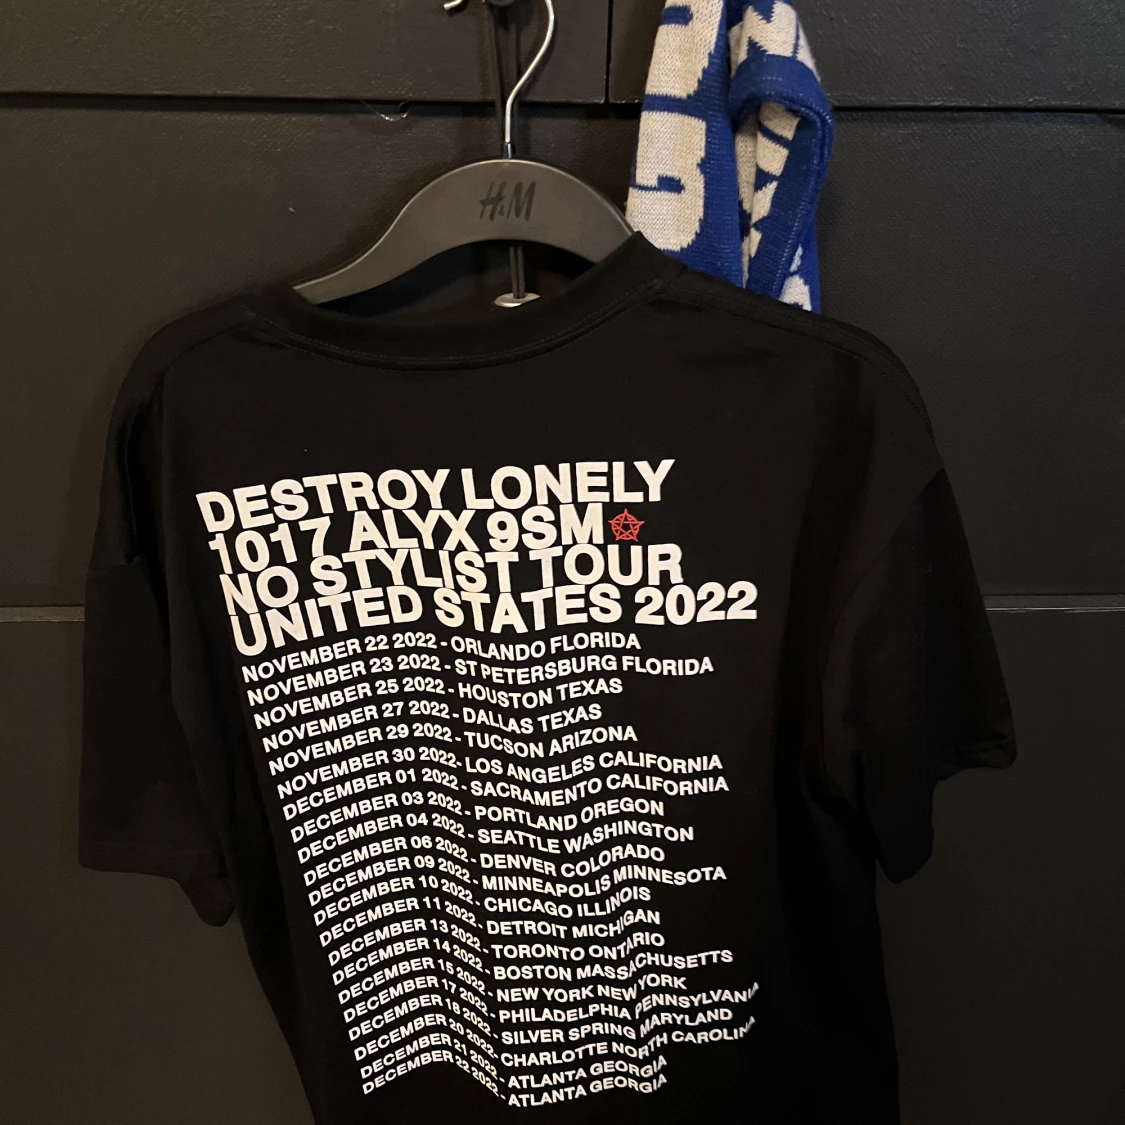 H&M
DESTROY LONELY
1017 ALYX 9SM
NO STYLIST TOUR
UNITED STATES 2022
NOVEMBER 22 2022 - ORLANDO FLORIDA
NOVEMBER 23 2022 - ST PETERSBURG FLORIDA
NOVEMBER 25 2022 - HOUSTON TEXAS
NOVEMBER 27 2022 - DALLAS TEXAS
NOVEMBER 29 2022 - TUCSON ARIZONA
NOVEMBER 30 2022 - LOS ANGELES CALIFORNIA
DECEMBER 01 2022 - SACRAMENTO CALIFORNIA
DECEMBER 03 2022 - PORTLAND OREGON
DECEMBER 04 2022 - SEATTLE WASHINGTON
DECEMBER 06 2022 - DENVER COLORADO
DECEMBER 09 2022 - MINNEAPOLIS MINNESOTA
DECEMBER 10 2022 - CHICAGO ILLINOIS
DECEMBER 11 2022 - DETROIT MICHIGAN
DECEMBER 13 2022 - TORONTO ONTARIO
DECEMBER 14 2022 - BOSTON MASSACHUSETTS
DECEMBER 15 2022 - NEW YORK NEW YORK
DECEMBER 17 2022 - PHILADELPHIA PENNSYLVANIA
DECEMBER 18 2022 - SILVER SPRING MARYLAND
DECEMBER 20 2022 - CHARLOTTE NORTH CAROLINA
DECEMBER 21 2022 - ATLANTA GEORGIA
DECEMBER 22 2022 - ATLANTA GEORGIA